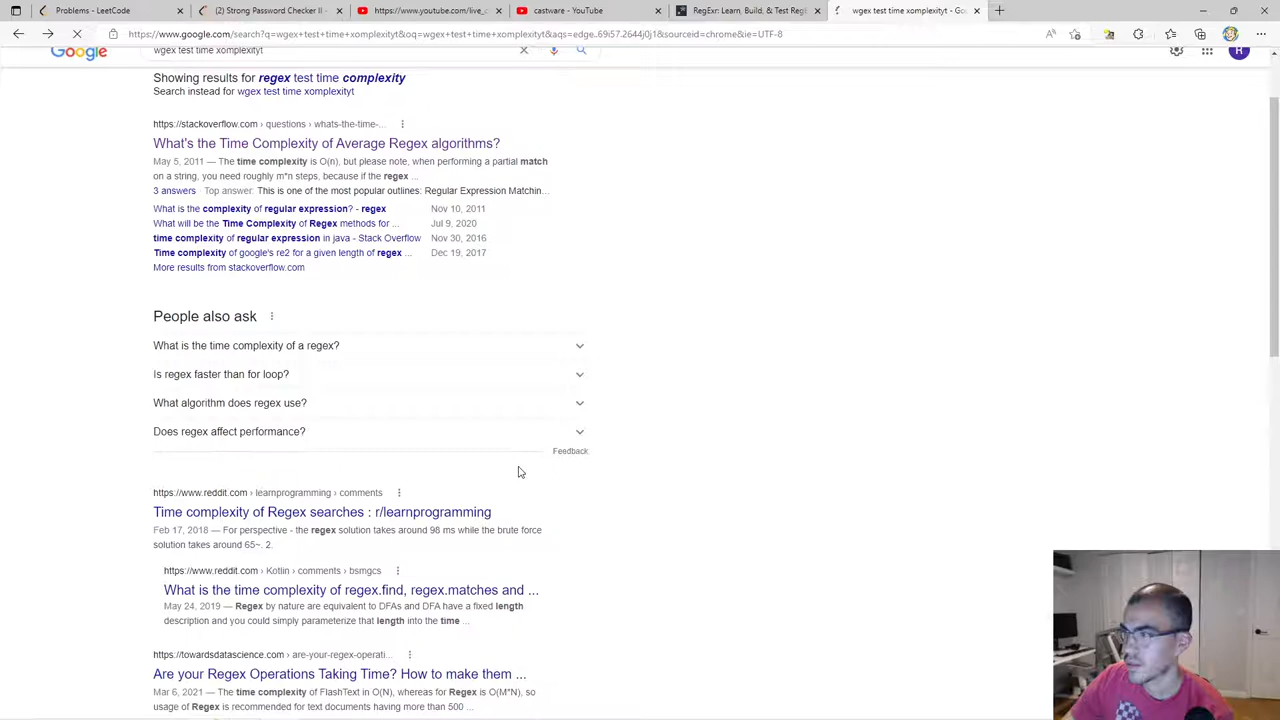 Problems - LeetCode
(2) Strong Password Checker II -
https://www.youtube.com/live_c
castware - YouTube
RegExr: Learn, Build, & Test Reg
wgex test time xomplexityt - Go
https://www.google.com/search?q=wgex+test+time+xomplexityt&oq=wgex+test+time+xomplexityt&aqs=edge..69i57.2644j0j1&sourceid=chrome&ie=UTF-8
Google
wgex test time xomplexityt
R
Showing results for regex test time complexity
Search instead for wgex test time xomplexityt
https://stackoverflow.com › questions › whats-the-time-...
What's the Time Complexity of Average Regex algorithms?
May 5, 2011 — The time complexity is O(n), but please note, when performing a partial match
on a string, you need roughly m*n steps, because if the regex ...
3 answers Top answer: This is one of the most popular outlines; Regular Expression Matchin...
What is the complexity of regular expression? - regex Nov 10, 2011
What will be the Time Complexity of Regex methods for ... Jul 9, 2020
time complexity of regular expression in java - Stack Overflow Nov 30, 2016
Time complexity of google's re2 for a given length of regex ... Dec 19, 2017
More results from stackoverflow.com
People also ask
What is the time complexity of a regex?
Is regex faster than for loop?
What algorithm does regex use?
Does regex affect performance?
Feedback
https://www.reddit.com › learnprogramming › comments
Time complexity of Regex searches : r/learnprogramming
Feb 17, 2018 — For perspective - the regex solution takes around 98 ms while the brute force
solution takes around 65~. 2.
https://www.reddit.com › Kotlin › comments › bsmgcs
What is the time complexity of regex.find, regex.matches and ...
May 24, 2019 — Regex by nature are equivalent to DFAs and DFA have a fixed length
description and you could simply parameterize that length into the time ...
https://towardsdatascience.com › are-your-regex-operati...
Are your Regex Operations Taking Time? How to make them ...
Mar 6, 2021 — The time complexity of FlashText in O(N), whereas for Regex is O(M*N), so
usage of Regex is recommended for text documents having more than 500 ...